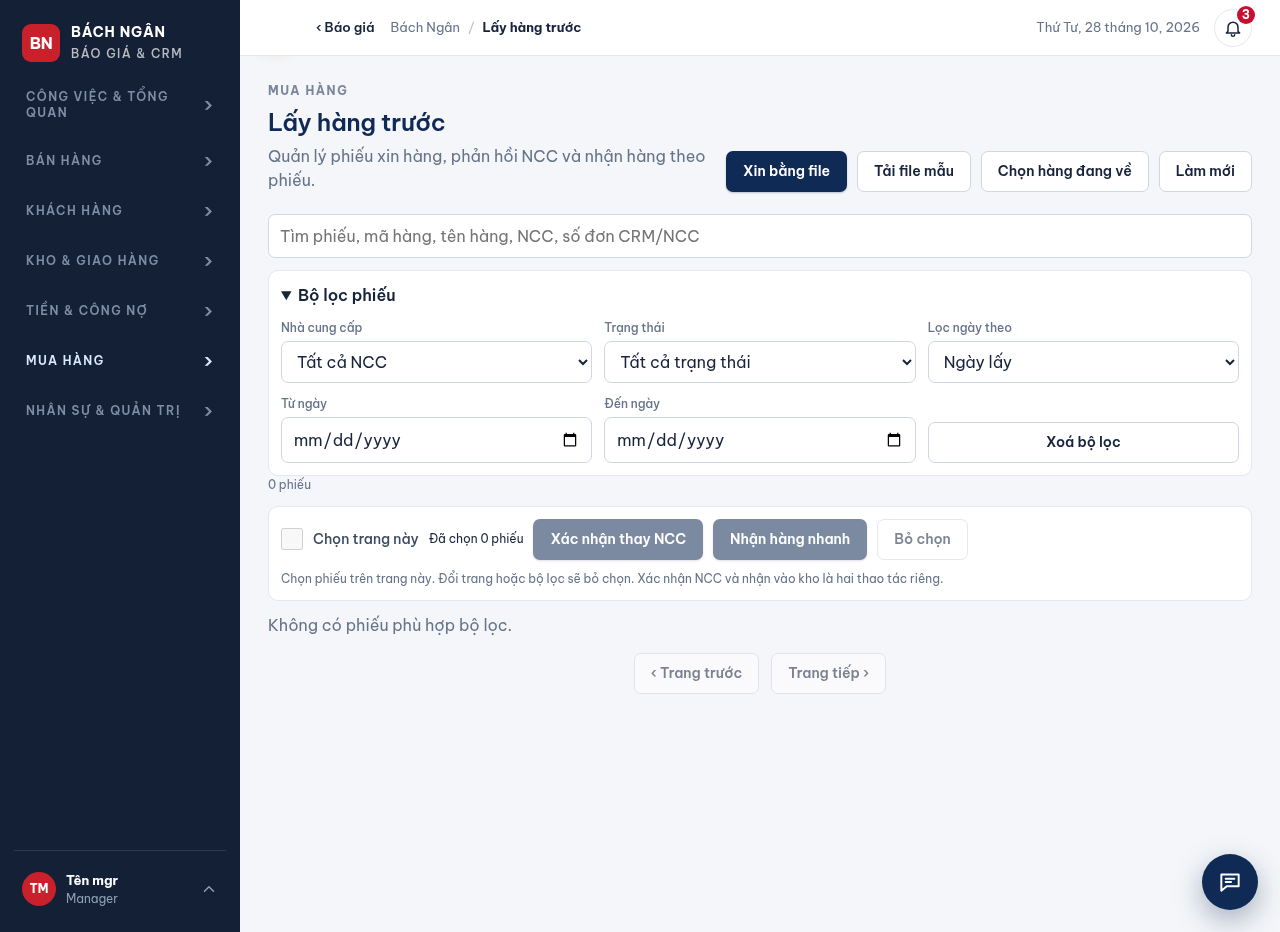 BN
BÁCH NGÂN
BÁO GIÁ & CRM
CÔNG VIỆC & TỔNG
QUAN
BÁN HÀNG
KHÁCH HÀNG
KHO & GIAO HÀNG
TIỀN & CÔNG NỢ
MUA HÀNG
NHÂN SỰ & QUẢN TRỊ
TM
Tên mgr
Manager
‹ Báo giá
Bách Ngân / Lấy hàng trước
Thứ Tư, 28 tháng 10, 2026
3
MUA HÀNG
Lấy hàng trước
Quản lý phiếu xin hàng, phản hồi NCC và nhận hàng theo
phiếu.
Xin bằng file
Tải file mẫu
Chọn hàng đang về
Làm mới
Tìm phiếu, mã hàng, tên hàng, NCC, số đơn CRM/NCC
▼ Bộ lọc phiếu
Nhà cung cấp
Trạng thái
Lọc ngày theo
Tất cả NCC
Tất cả trạng thái
Ngày lấy
Từ ngày
Đến ngày
mm/dd/yyyy
mm/dd/yyyy
Xoá bộ lọc
0 phiếu
Chọn trang này
Đã chọn 0 phiếu
Xác nhận thay NCC
Nhận hàng nhanh
Bỏ chọn
Chọn phiếu trên trang này. Đổi trang hoặc bộ lọc sẽ bỏ chọn. Xác nhận NCC và nhận vào kho là hai thao tác riêng.
Không có phiếu phù hợp bộ lọc.
‹ Trang trước
Trang tiếp ›